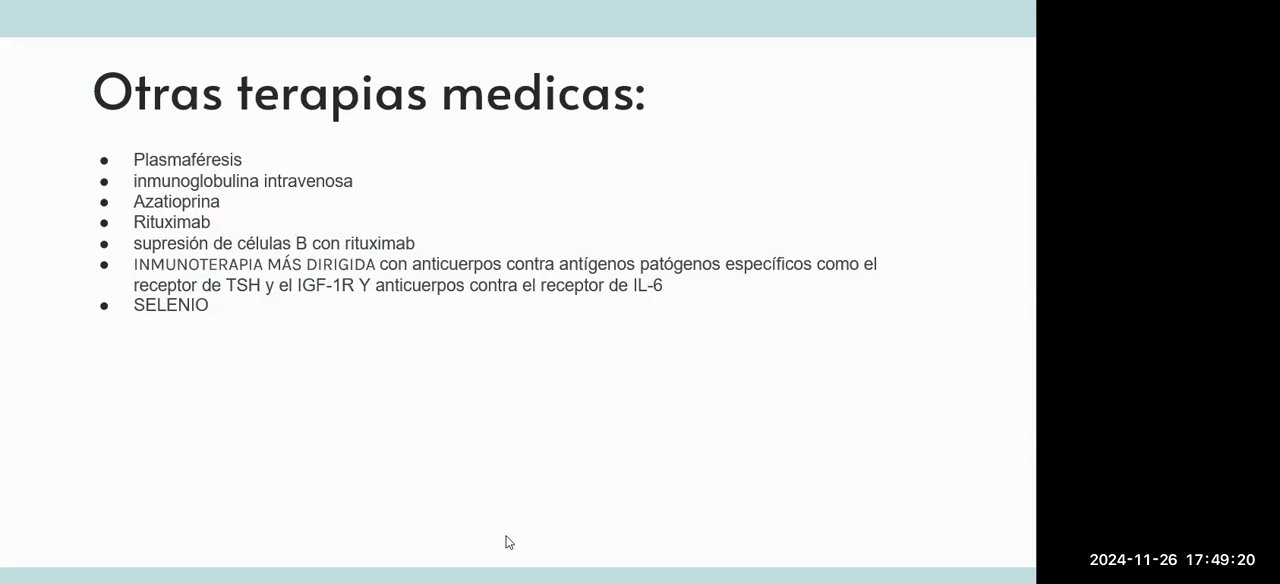 Otras terapias medicas:
● Plasmaféresis
● inmunoglobulina intravenosa
● Azatioprina
● Rituximab
● supresión de células B con rituximab
● INMUNOTERAPIA MÁS DIRIGIDA con anticuerpos contra antígenos patógenos específicos como el
receptor de TSH y el IGF-1R Y anticuerpos contra el receptor de IL-6
● SELENIO
2024-11-26 17:49:20